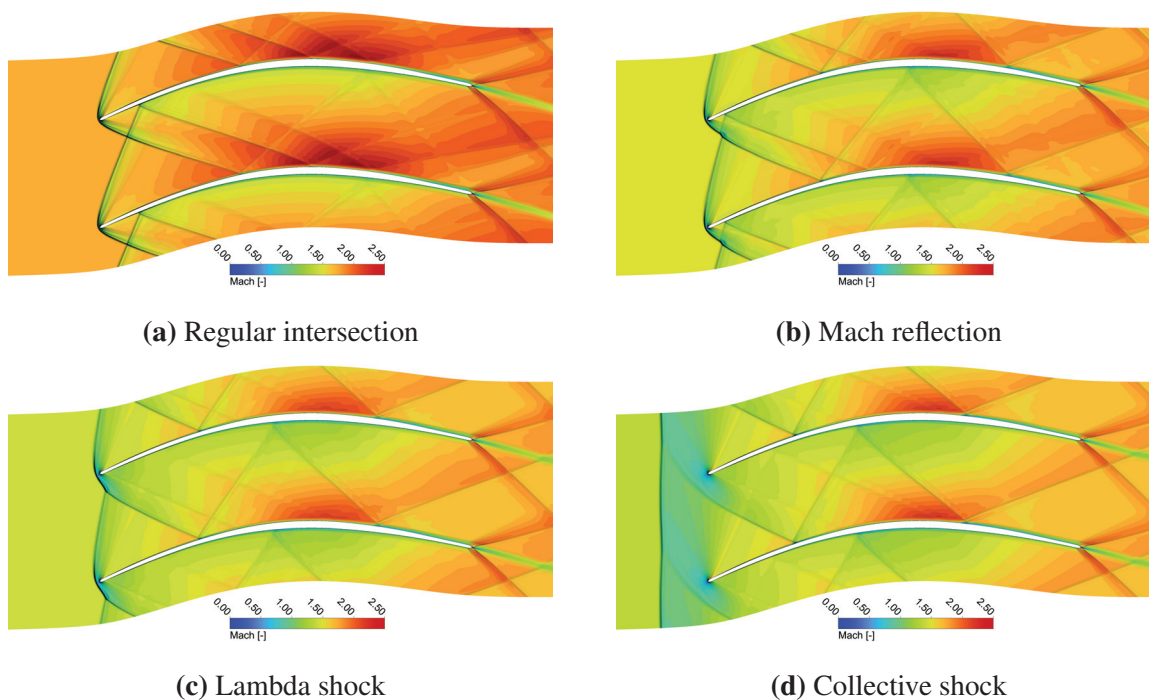 0.00 0.50 1.00 1.50 2.00 2.50
Mach [-]
(a) Regular intersection
0.00 0.50 1.00 1.50 2.00 2.50
Mach [-]
(b) Mach reflection
0.00 0.50 1.00 1.50 2.00 2.50
Mach [-]
(c) Lambda shock
0.00 0.50 1.00 1.50 2.00 2.50
Mach [-]
(d) Collective shock